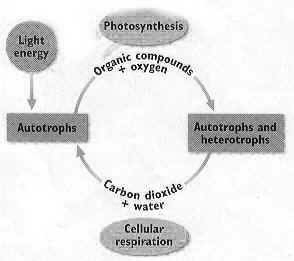 Photosynthesis
Light
energy
Organic compounds
+ oxygen
Autotrophs
Autotrophs and
heterotrophs
Carbon dioxide
+ water
Cellular
respiration